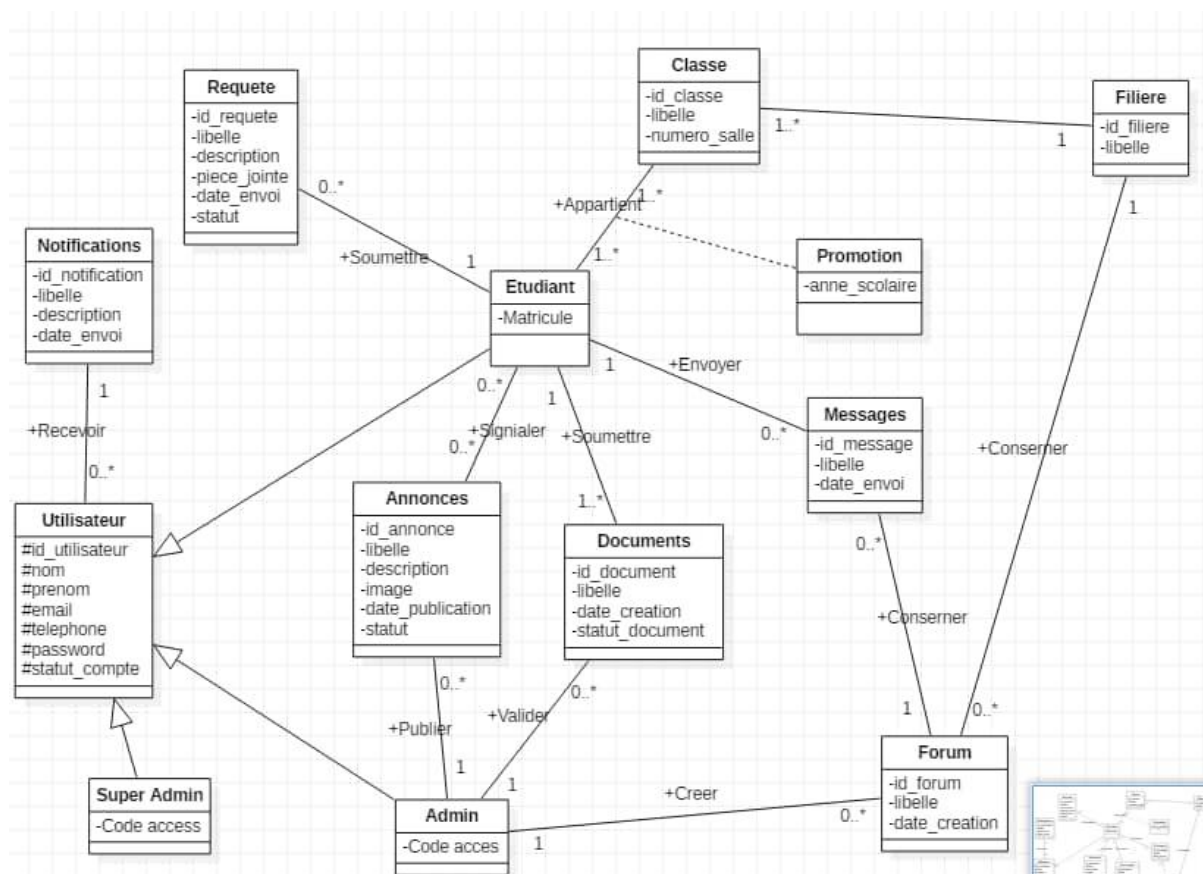 Classe
-id_classe
-libelle
-numero_salle
1..*
1
Filiere
-id_filiere
-libelle
1
Requete
-id_requete
-libelle
-description
-piece_jointe
-date_envoi
-statut
0..*
+Soumettre
1
+Appartient
1..*
1..*
Promotion
-anne_scolaire
Notifications
-id_notification
-libelle
-description
-date_envoi
1
+Recevoir
0..*
Etudiant
-Matricule
0..*
+Signialer
0..*
1
+Soumettre
1..*
1
+Envoyer
0..*
Messages
-id_message
-libelle
-date_envoi
0..*
+Conserner
1
+Conserner
0..*
Utilisateur
#id_utilisateur
#nom
#prenom
#email
#telephone
#password
#statut_compte
Annonces
-id_annonce
-libelle
-description
-image
-date_publication
-statut
0..*
+Publier
1
Documents
-id_document
-libelle
-date_creation
-statut_document
0..*
+Valider
1
Super Admin
-Code access
Admin
-Code acces
1
+Creer
0..*
Forum
-id_forum
-libelle
-date_creation